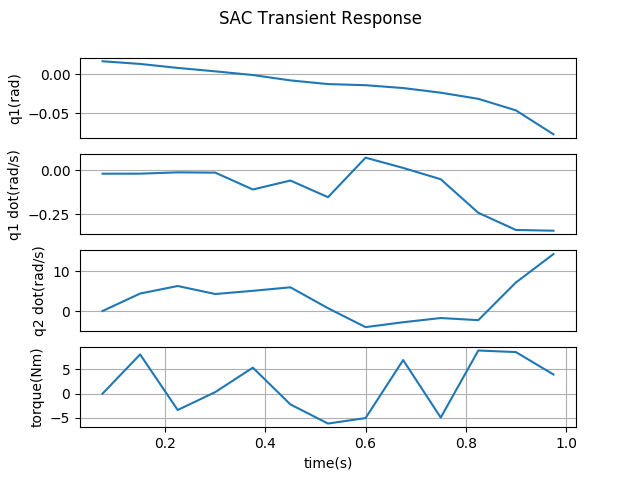 SAC Transient Response
q1(rad)
0.00
−0.05
q1 dot(rad/s)
0.00
−0.25
q2 dot(rad/s)
10
0
torque(Nm)
5
0
−5
0.2 0.4 0.6 0.8 1.0
time(s)